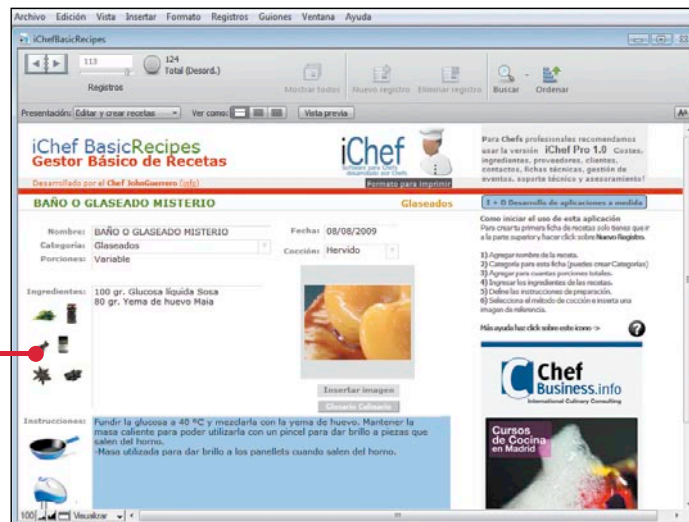 Archivo Edición Vista Insertar Formato Registros Guiones Ventana Ayuda
iChefBasicRecipes
113
124
Total (Desord.)
Registros
Mostrar todos
Nuevo registro
Eliminar registro
Buscar
Ordenar
Presentación: Editar y crear recetas
Ver como:
Vista previa
iChef BasicRecipes
Gestor Básico de Recetas
Desarrollado por el Chef JohnGuerrero (info)
iChef
Software para Chefs
desarrollado por Chefs
Formato para Imprimir
Para Chefs profesionales recomendamos
usar la versión iChef Pro 1.0 Costes,
ingredientes, proveedores, clientes,
contactos, fichas técnicas, gestión de
eventos, soporte técnico y asesoramiento!
BAÑO O GLASEADO MISTERIO
Glaseados
I + D Desarrollo de aplicaciones a medida
Nombre: BAÑO O GLASEADO MISTERIO
Categoría: Glaseados
Porciones: Variable
Fecha: 08/08/2009
Cocción: Hervido
Ingredientes: 100 gr. Glucosa líquida Sosa
80 gr. Yema de huevo Maia
Insertar imagen
Glosario Culinario
Instrucciones: Fundir la glucosa a 40 ºC y mezclarla con la yema de huevo. Mantener la
masa caliente para poder utilizarla con un pincel para dar brillo a piezas que
salen del horno.
-Masa utilizada para dar brillo a los panellets cuando salen del horno.
Como iniciar el uso de esta aplicación
Para crear tu primera ficha de recetas solo tienes que ir
a la parte superior y hacer click sobre Nuevo Registro.
1) Agregar nombre de la receta.
2) Categoría para esta ficha (puedes crear Categorías)
3) Agregar para cuantas porciones totales.
4) Ingresar los ingredientes de las recetas.
5) Define las instrucciones de preparación.
6) Selecciona el método de cocción e inserta una
imagen de referencia.
Más ayuda haz click sobre este icono ->
?
Chef
Business.info
International Culinary Consulting
Cursos
de Cocina
en Madrid
100
Visualizar